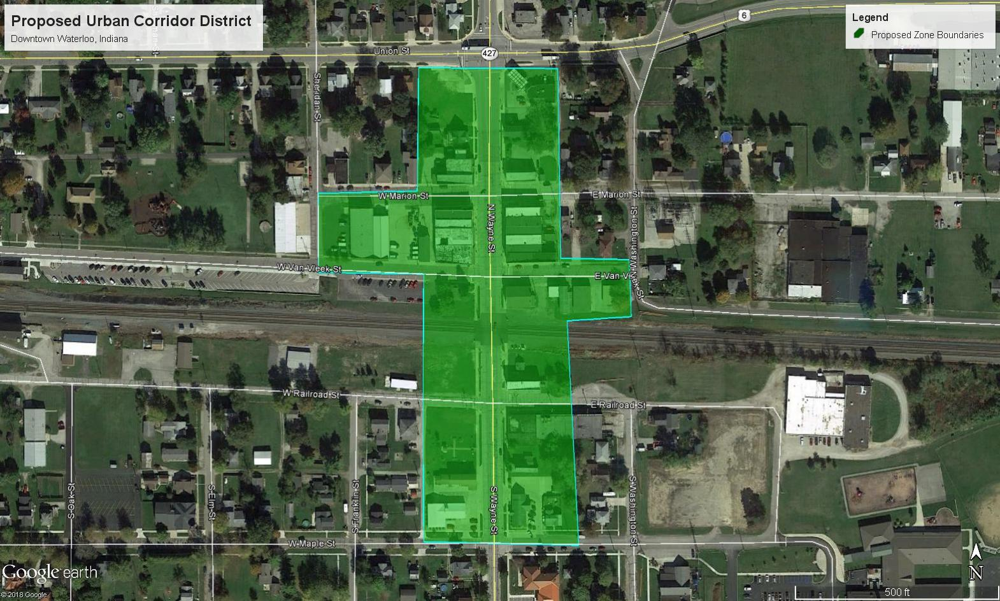 Proposed Urban Corridor District
Downtown Waterloo, Indiana
Legend
Proposed Zone Boundaries
6
Union St
427
Sheridan St
W Marion St
E Marion St
N Wayne St
N Washington St
W Van Vleek St
E Van Vleek St
W Railroad St
E Railroad St
S Oak St
S Elm St
S Franklin St
S Wayne St
S Washington St
W Maple St
Google earth
© 2018 Google
N
500 ft